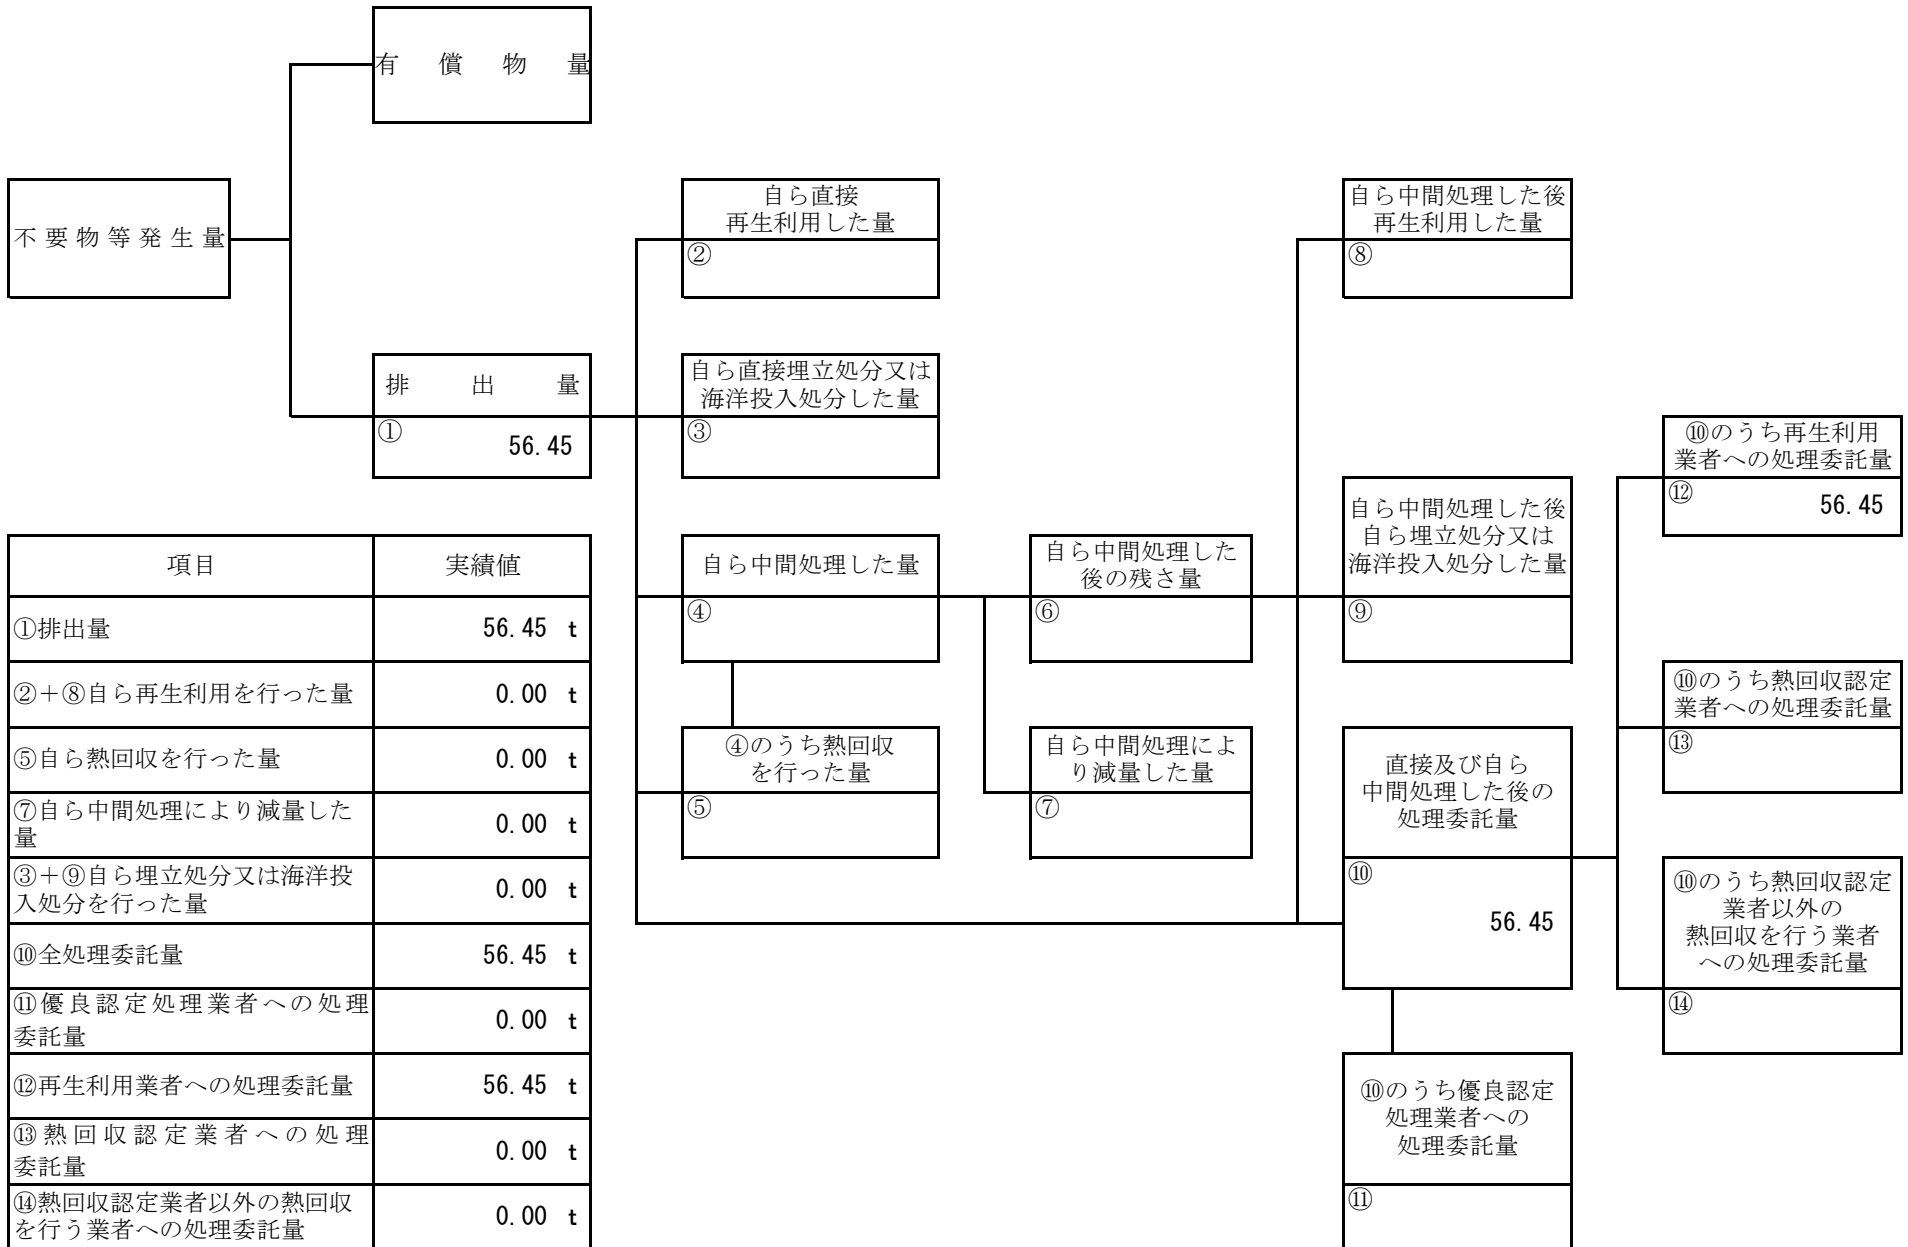 有償物量
不要物等発生量
自ら直接
再生利用した量
②
自ら中間処理した後
再生利用した量
⑧
排出量
①
56.45
自ら直接埋立処分又は
海洋投入処分した量
③
⑩のうち再生利用
業者への処理委託量
⑫
56.45
自ら中間処理した量
④
自ら中間処理した
後の残さ量
⑥
自ら中間処理した後
自ら埋立処分又は
海洋投入処分した量
⑨
⑩のうち熱回収認定
業者への処理委託量
⑬
④のうち熱回収
を行った量
⑤
自ら中間処理によ
り減量した量
⑦
直接及び自ら
中間処理した後の
処理委託量
⑩
56.45
⑩のうち熱回収認定
業者以外の
熱回収を行う業者
への処理委託量
⑭
⑩のうち優良認定
処理業者への
処理委託量
⑪
項目 実績値
①排出量 56.45 t
②＋⑧自ら再生利用を行った量 0.00 t
⑤自ら熱回収を行った量 0.00 t
⑦自ら中間処理により減量した
量 0.00 t
③＋⑨自ら埋立処分又は海洋投
入処分を行った量 0.00 t
⑩全処理委託量 56.45 t
⑪優良認定処理業者への処理
委託量 0.00 t
⑫再生利用業者への処理委託量 56.45 t
⑬熱回収認定業者への処理
委託量 0.00 t
⑭熱回収認定業者以外の熱回収
を行う業者への処理委託量 0.00 t